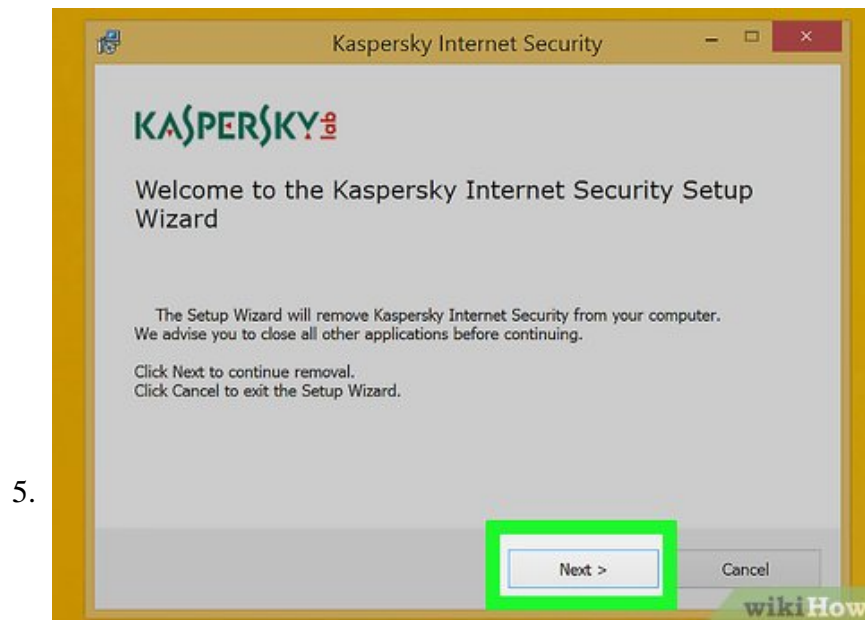 Kaspersky Internet Security
KASPERSKY lab
Welcome to the Kaspersky Internet Security Setup
Wizard
The Setup Wizard will remove Kaspersky Internet Security from your computer.
We advise you to close all other applications before continuing.
Click Next to continue removal.
Click Cancel to exit the Setup Wizard.
5.
Next > Cancel
wikiHow